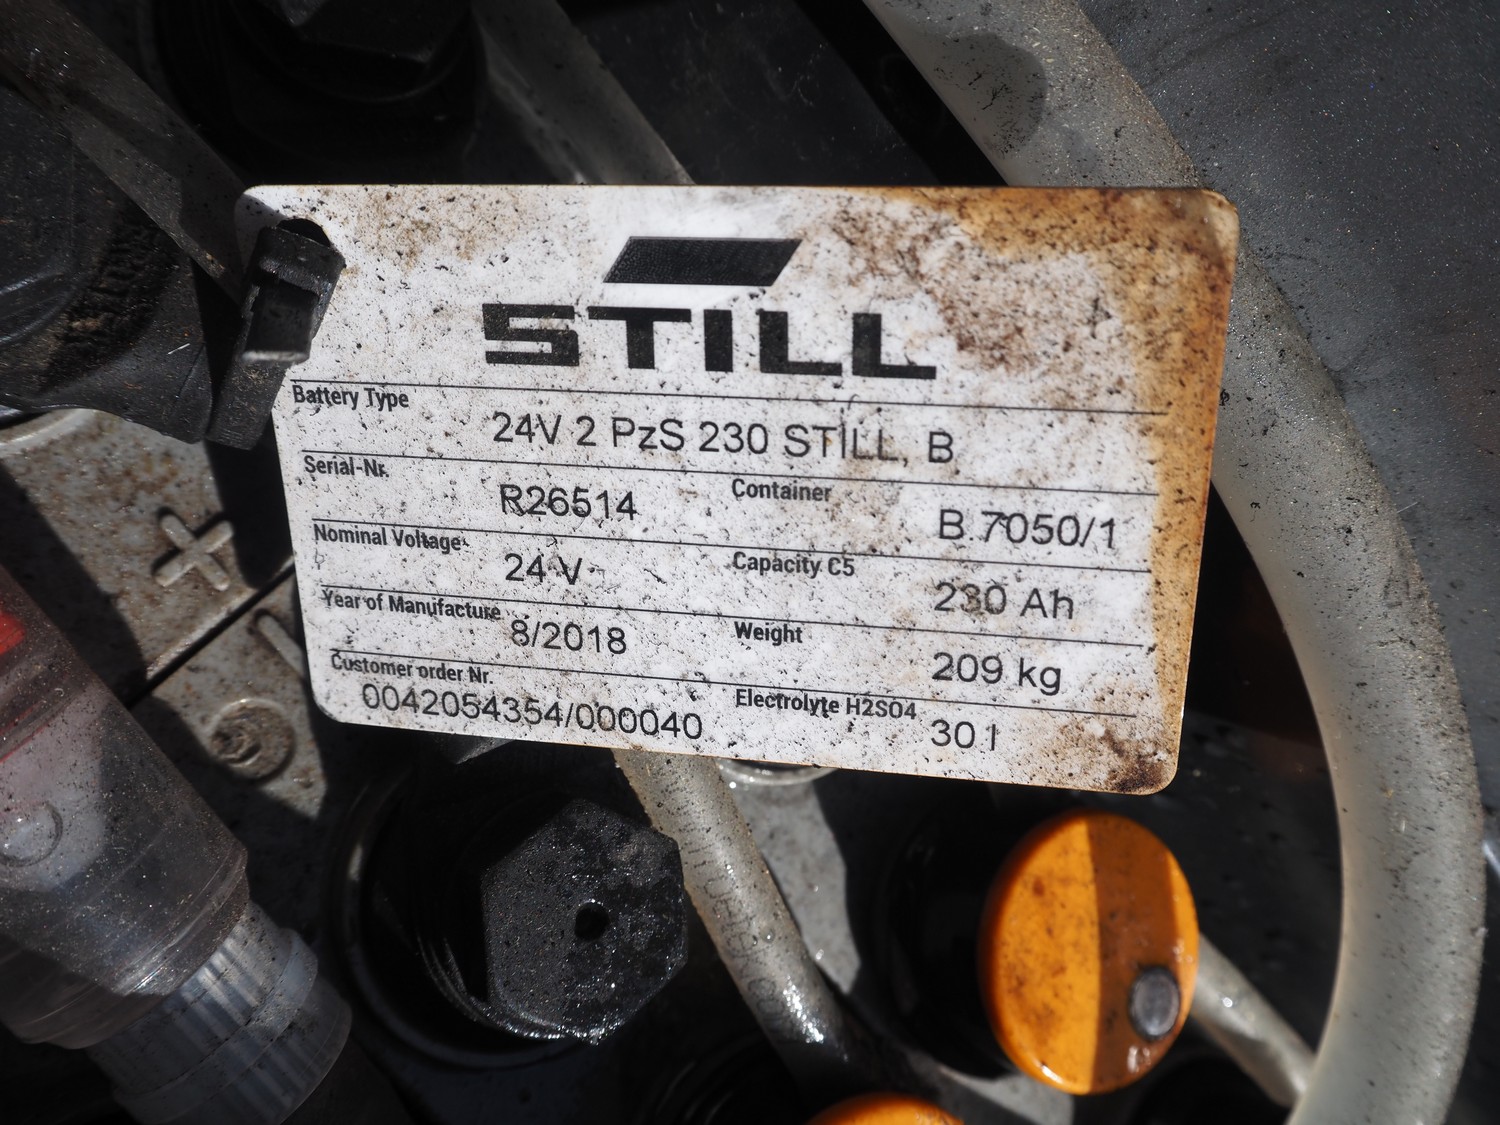 STILL
Battery Type
24V 2 PzS 230 STILL, B
Serial-Nr. R26514 Container B 7050/1
Nominal Voltage 24 V Capacity C5 230 Ah
Year of Manufacture 8/2018 Weight 209 kg
Customer order Nr. 0042054354/000040 Electrolyte H2SO4 30 l